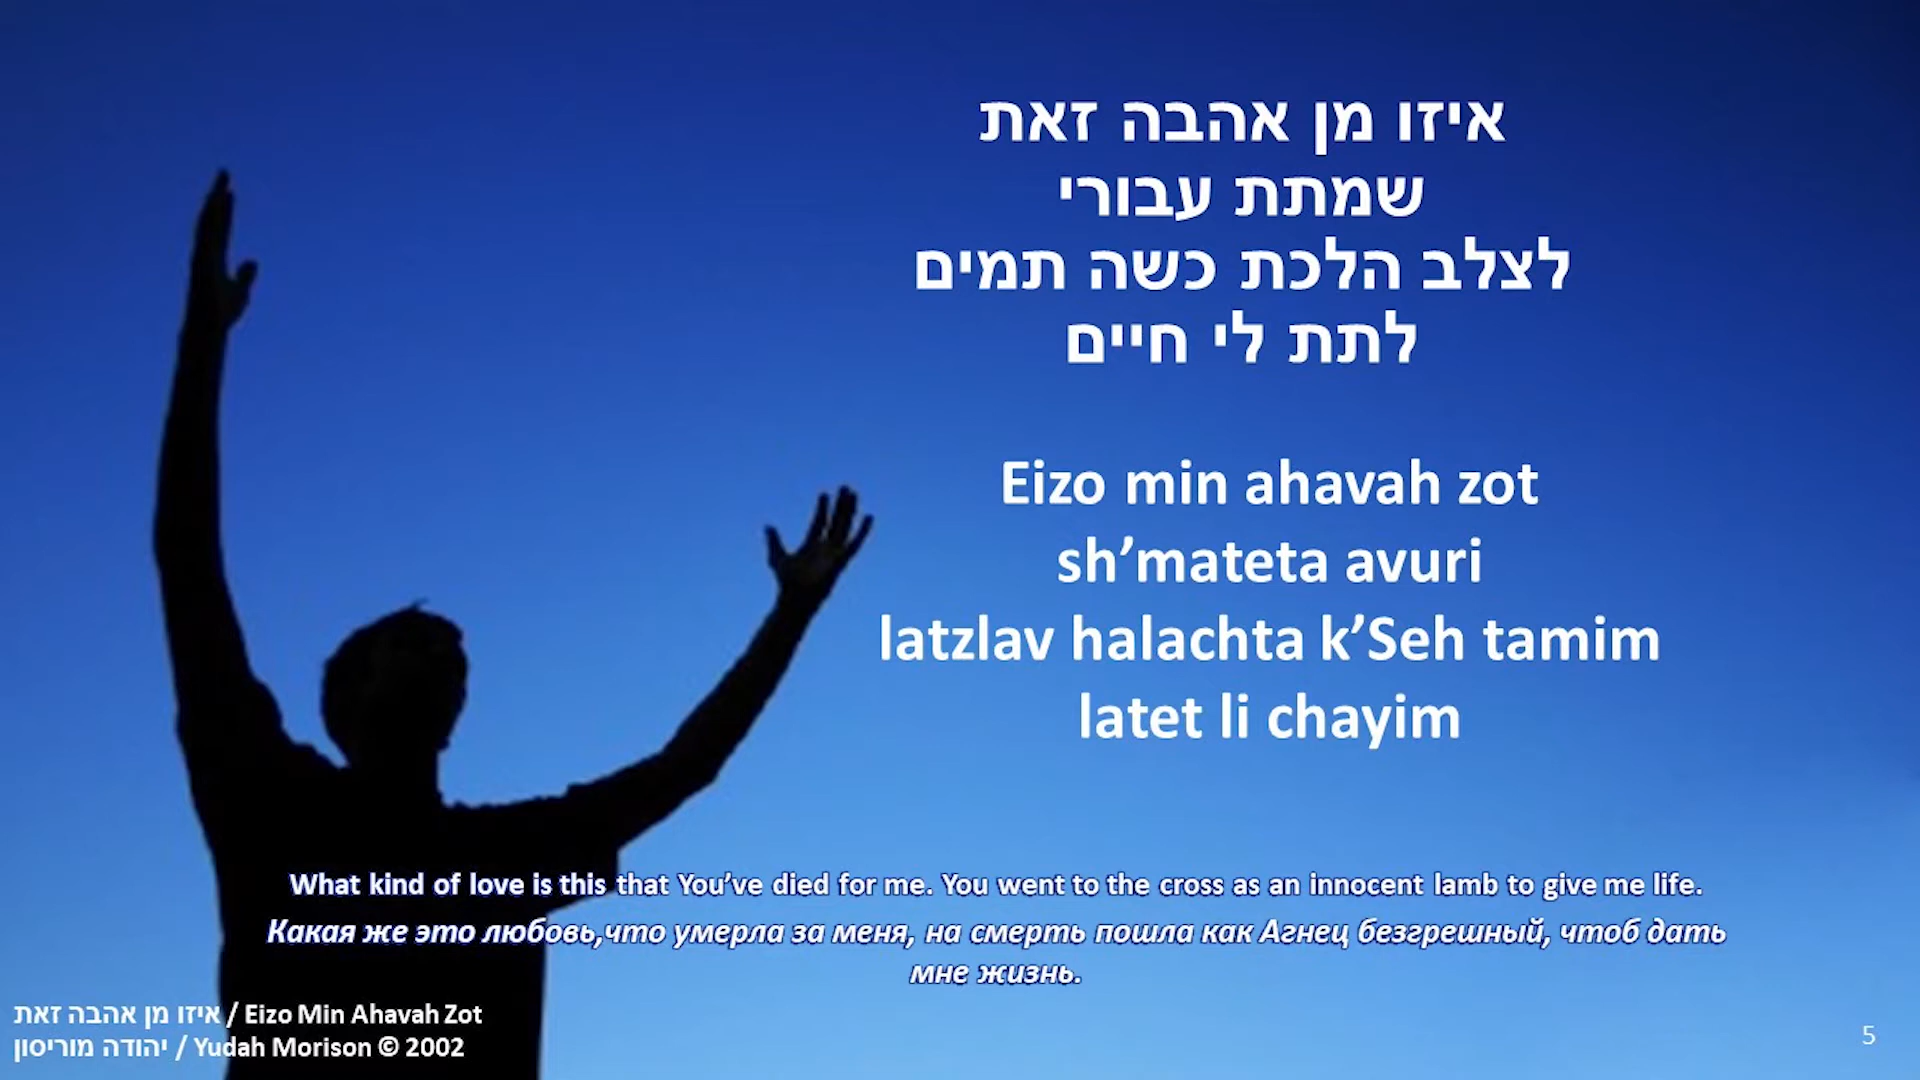 איזו מן אהבה זאת
שמתת עבורי
לצלב הלכת כשה תמים
לתת לי חיים
Eizo min ahavah zot
sh’mateta avuri
latzlav halachta k’Seh tamim
latet li chayim
What kind of love is this that You’ve died for me. You went to the cross as an innocent lamb to give me life.
Какая же это любовь,что умерла за меня, на смерть пошла как Агнец безгрешный, чтоб дать
мне жизнь.
איזו מן אהבה זאת / Eizo Min Ahavah Zot
יהודה מוריסון / Yudah Morison © 2002
5